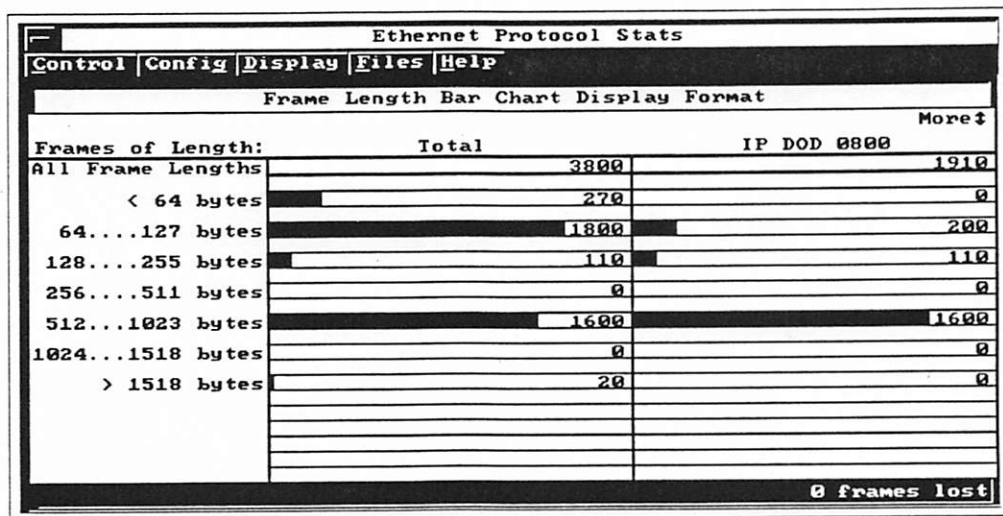 Ethernet Protocol Stats
Control Config Display Files Help
Frame Length Bar Chart Display Format
More↕
Frames of Length: Total IP DOD 0800
All Frame Lengths 3800 1910
< 64 bytes 270 0
64....127 bytes 1800 200
128....255 bytes 110 110
256....511 bytes 0 0
512...1023 bytes 1600 1600
1024...1518 bytes 0 0
> 1518 bytes 20 0
0 frames lost